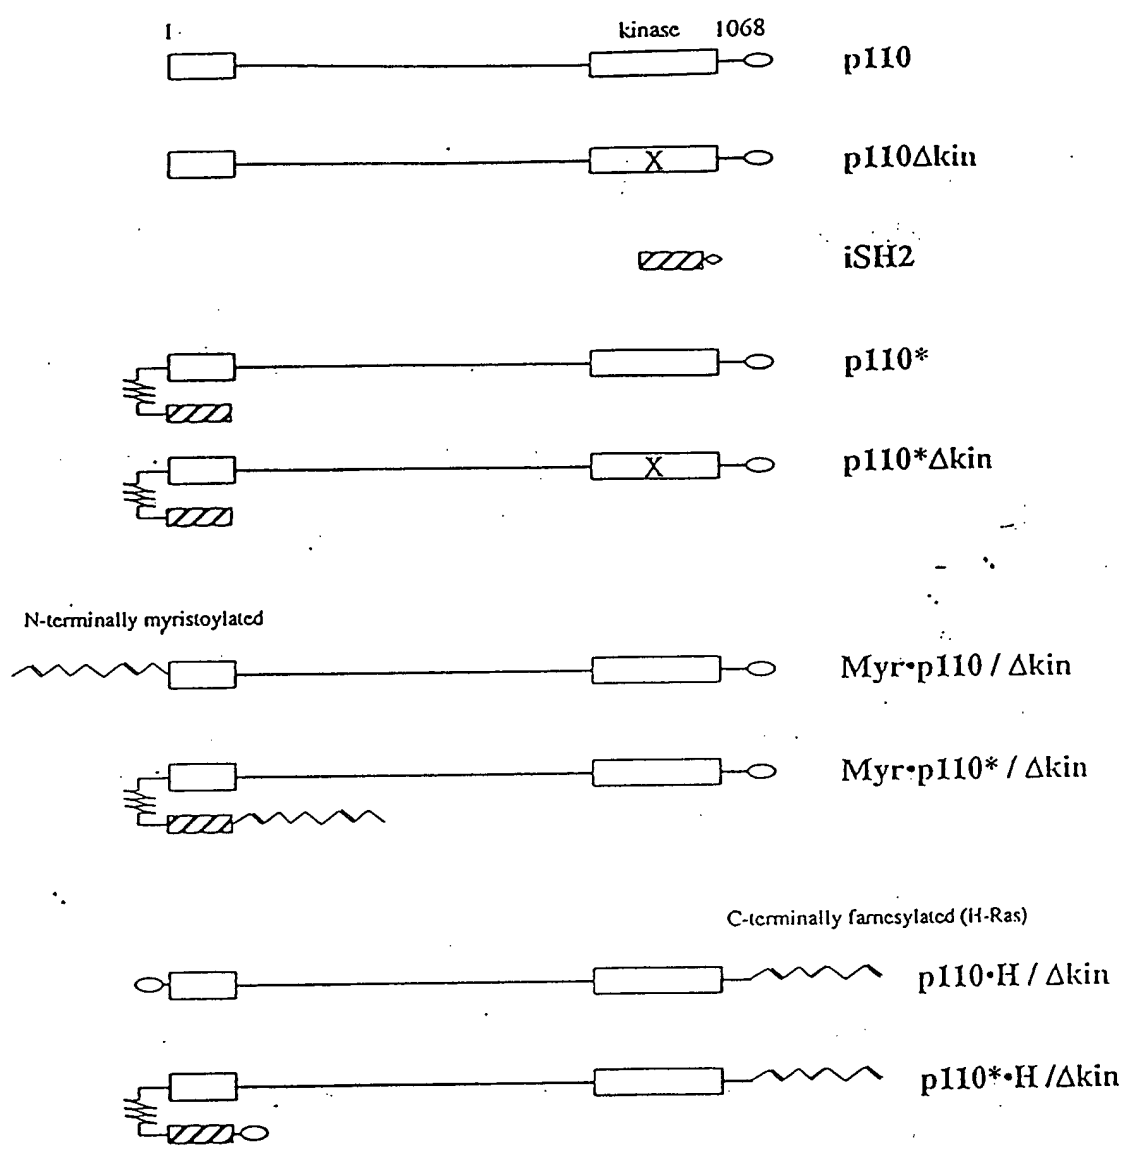 1 kinase 1068
p110
X p110Δkin
iSH2
p110*
X p110*Δkin
N-terminally myristoylated
Myr•p110 / Δkin
Myr•p110* / Δkin
C-terminally farnesylated (H-Ras)
p110•H / Δkin
p110*•H /Δkin